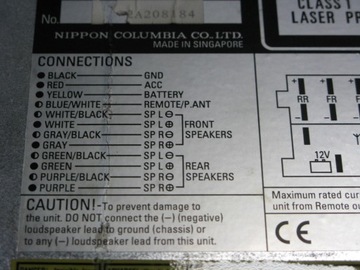 No. 2A208184
CLASS 1
LASER PR
NIPPON COLUMBIA CO.,LTD.
MADE IN SINGAPORE
CONNECTIONS
BLACK GND
RED ACC
YELLOW BATTERY
BLUE/WHITE REMOTE/P.ANT
WHITE/BLACK SP L⊖
WHITE SP L⊕
FRONT SPEAKERS
GRAY/BLACK SP R⊖
GRAY SP R⊕
GREEN/BLACK SP L⊖
GREEN SP L⊕
REAR SPEAKERS
PURPLE/BLACK SP R⊖
PURPLE SP R⊕
RR FR
12V
CAUTION!-To prevent damage to
the unit. DO NOT connect the (–) (negative)
loudspeaker lead to ground (chassis) or
to any (–) loudspeaker lead from this unit.
Maximum rated cur
unit from Remote ou
CE